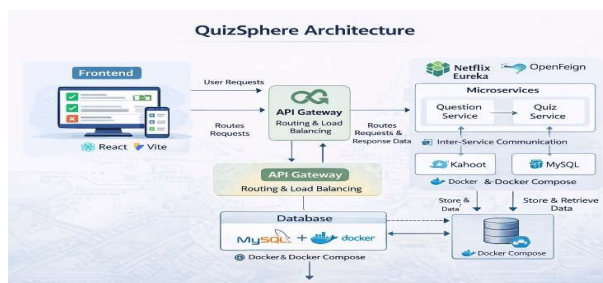 QuizSphere Architecture
Frontend
React Vite
User Requests
Routes
Requests
API Gateway
Routing & Load
Balancing
Routes
Requests &
Response Data
API Gateway
Routing & Load Balancing
Netflix
Eureka
OpenFeign
Microservices
Question
Service
Quiz
Service
Inter-Service Communication
Kahoot
MySQL
Docker & Docker Compose
Store &
Data
Store & Retrieve
Data
Database
MySQL + docker
Docker & Docker Compose
Docker Compose